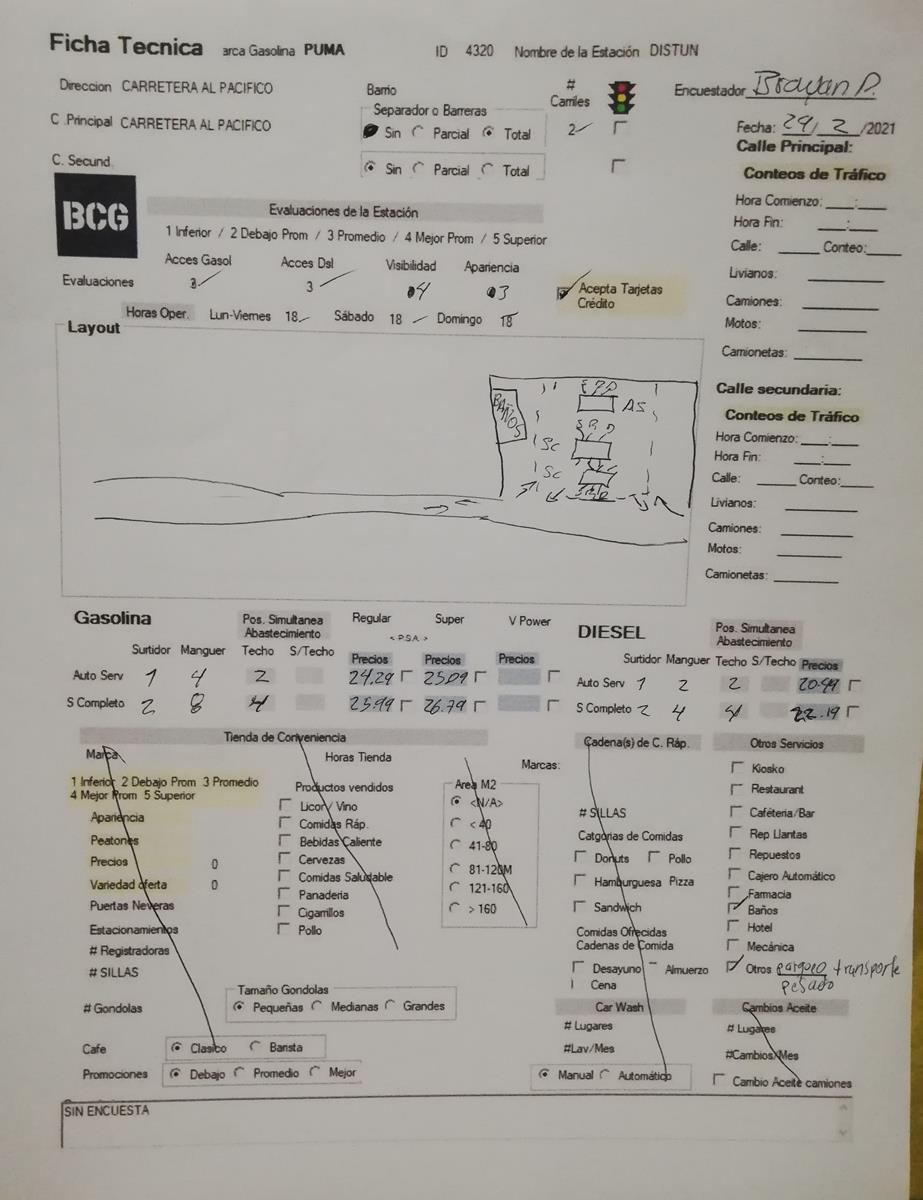 Ficha Tecnica arca Gasolina PUMA ID 4320 Nombre de la Estación DISTUN
Direccion CARRETERA AL PACIFICO Barrio # Carriles Encuestador Brayan P.
Separador o Barreras
C .Principal CARRETERA AL PACIFICO Sin Parcial Total 2 Fecha: 29/2/2021
C. Secund. Sin Parcial Total
Calle Principal:
Conteos de Tráfico
BCG
Evaluaciones de la Estación
1 Inferior / 2 Debajo Prom / 3 Promedio / 4 Mejor Prom / 5 Superior
Hora Comienzo: __:__
Hora Fin: __:__
Calle: ____ Conteo:____
Acces Gasol Acces Dsl Visibilidad Apariencia
Evaluaciones 3 3 4 3 Acepta Tarjetas Crédito
Livianos:
Camiones:
Horas Oper. Lun-Viernes 18 Sábado 18 Domingo 18
Motos:
Camionetas:
Layout
BAÑOS
AS
SRD
Sc
Sc
Calle secundaria:
Conteos de Tráfico
Hora Comienzo: __:__
Hora Fin: __:__
Calle: ____ Conteo:____
Livianos:
Camiones:
Motos:
Camionetas:
Gasolina Pos. Simultanea Abastecimiento Regular Super V Power
< P.S.A. >
Surtidor Manguer Techo S/Techo Precios Precios Precios
Auto Serv 1 4 2 24.29 25.09
S Completo 2 8 4 25.99 26.79
DIESEL Pos. Simultanea Abastecimiento
Surtidor Manguer Techo S/Techo Precios
Auto Serv 1 2 2 20.49
S Completo 2 4 4 22.19
Tienda de Conveniencia
Marca Horas Tienda Marcas:
1 Inferior 2 Debajo Prom 3 Promedio
4 Mejor Prom 5 Superior
Apariencia
Peatones
Precios 0
Variedad oferta 0
Puertas Neveras
Estacionamientos
# Registradoras
# SILLAS
# Gondolas
Productos vendidos
Licor / Vino
Comidas Ráp.
Bebidas Caliente
Cervezas
Comidas Saludable
Panaderia
Cigarrillos
Pollo
Area M2
<N/A>
< 40
41-80
81-120M
121-160
> 160
Tamaño Gondolas
Pequeñas Medianas Grandes
Cafe Clasico Barista
Promociones Debajo Promedio Mejor
Cadena(s) de C. Ráp.
# SILLAS
Catgorias de Comidas
Donuts Pollo
Hamburguesa Pizza
Sandwich
Comidas Ofrecidas
Cadenas de Comida
Desayuno Almuerzo
Cena
Car Wash
# Lugares
#Lav/Mes
Manual Automático
Otros Servicios
Kiosko
Restaurant
Caféteria/Bar
Rep Llantas
Repuestos
Cajero Automático
Farmacia
Baños
Hotel
Mecánica
Otros parqueo transporte
pesado
Cambios Aceite
# Lugares
#Cambios/Mes
Cambio Aceite camiones
SIN ENCUESTA